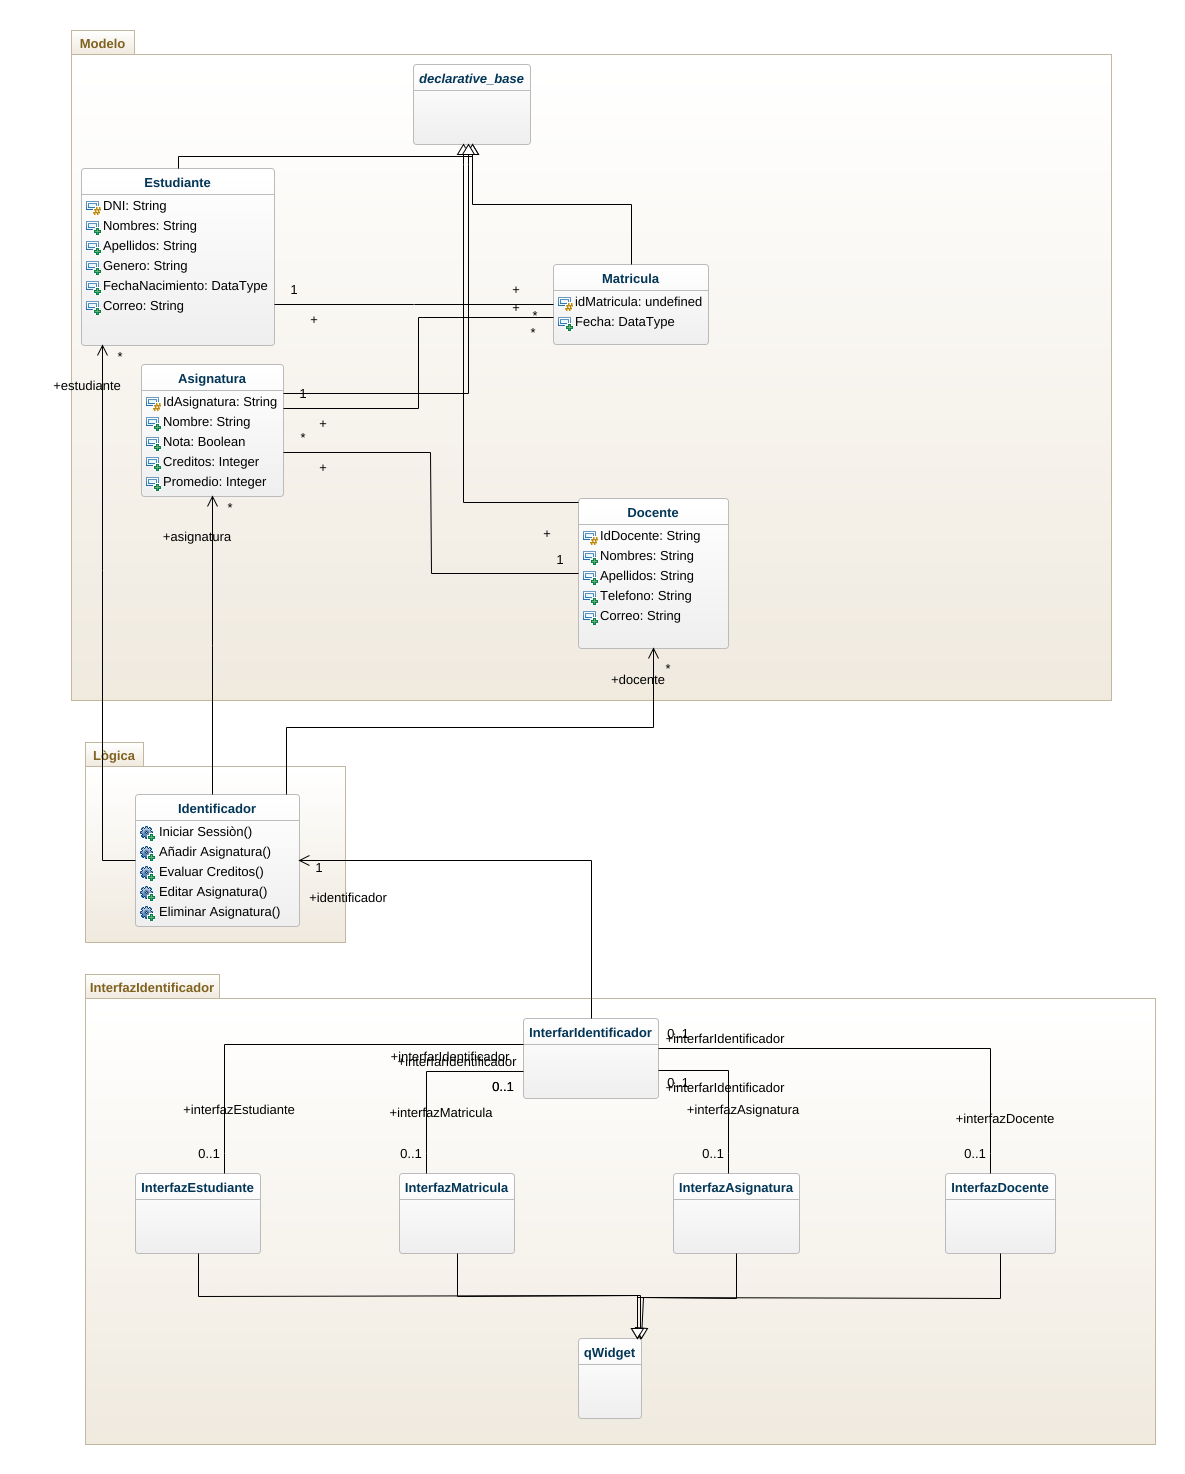 Modelo
declarative_base
Estudiante
DNI: String
Nombres: String
Apellidos: String
Genero: String
FechaNacimiento: DataType
Correo: String
1
+
+
+
*
*
Matricula
idMatricula: undefined
Fecha: DataType
*
+estudiante
Asignatura
IdAsignatura: String
Nombre: String
Nota: Boolean
Creditos: Integer
Promedio: Integer
1
+
*
+
*
+asignatura
+
1
Docente
IdDocente: String
Nombres: String
Apellidos: String
Telefono: String
Correo: String
*
+docente
Lògica
Identificador
Iniciar Sessiòn()
Añadir Asignatura()
Evaluar Creditos()
Editar Asignatura()
Eliminar Asignatura()
1
+identificador
InterfazIdentificador
InterfarIdentificador
0..1
+interfarIdentificador
+interfarIdentificador
+interfarIdentificador
0..1
0..1
+interfarIdentificador
+interfazEstudiante
+interfazMatricula
+interfazAsignatura
+interfazDocente
0..1
0..1
0..1
0..1
InterfazEstudiante
InterfazMatricula
InterfazAsignatura
InterfazDocente
qWidget